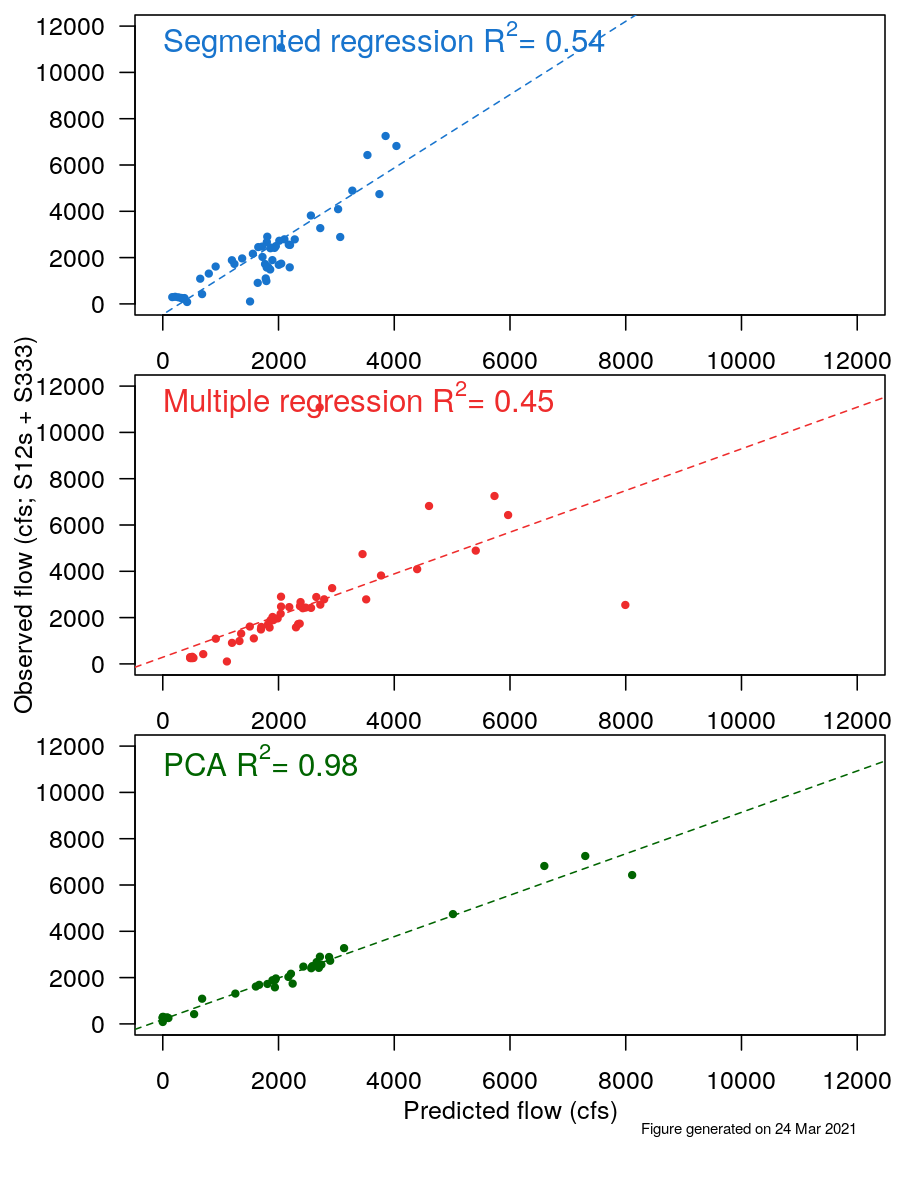 Segmented regression R2= 0.54
12000
10000
8000
6000
4000
2000
0
0 2000 4000 6000 8000 10000 12000
Multiple regression R2= 0.45
12000
10000
8000
6000
4000
2000
0
0 2000 4000 6000 8000 10000 12000
Observed flow (cfs; S12s + S333)
PCA R2= 0.98
12000
10000
8000
6000
4000
2000
0
0 2000 4000 6000 8000 10000 12000
Predicted flow (cfs)
Figure generated on 24 Mar 2021